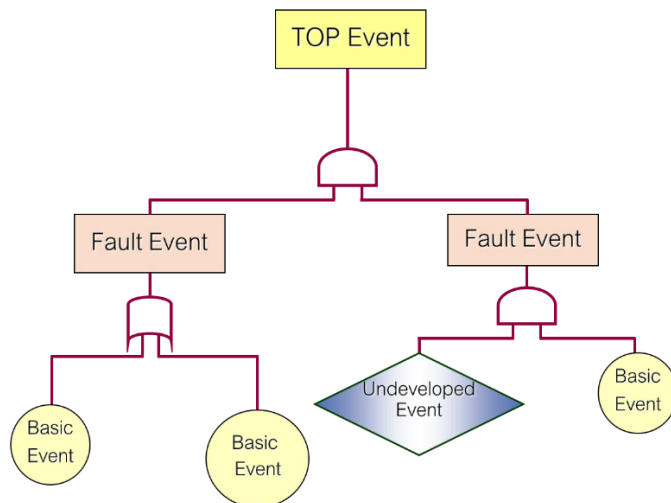 TOP Event
Fault Event
Fault Event
Basic
Event
Basic
Event
Undeveloped
Event
Basic
Event